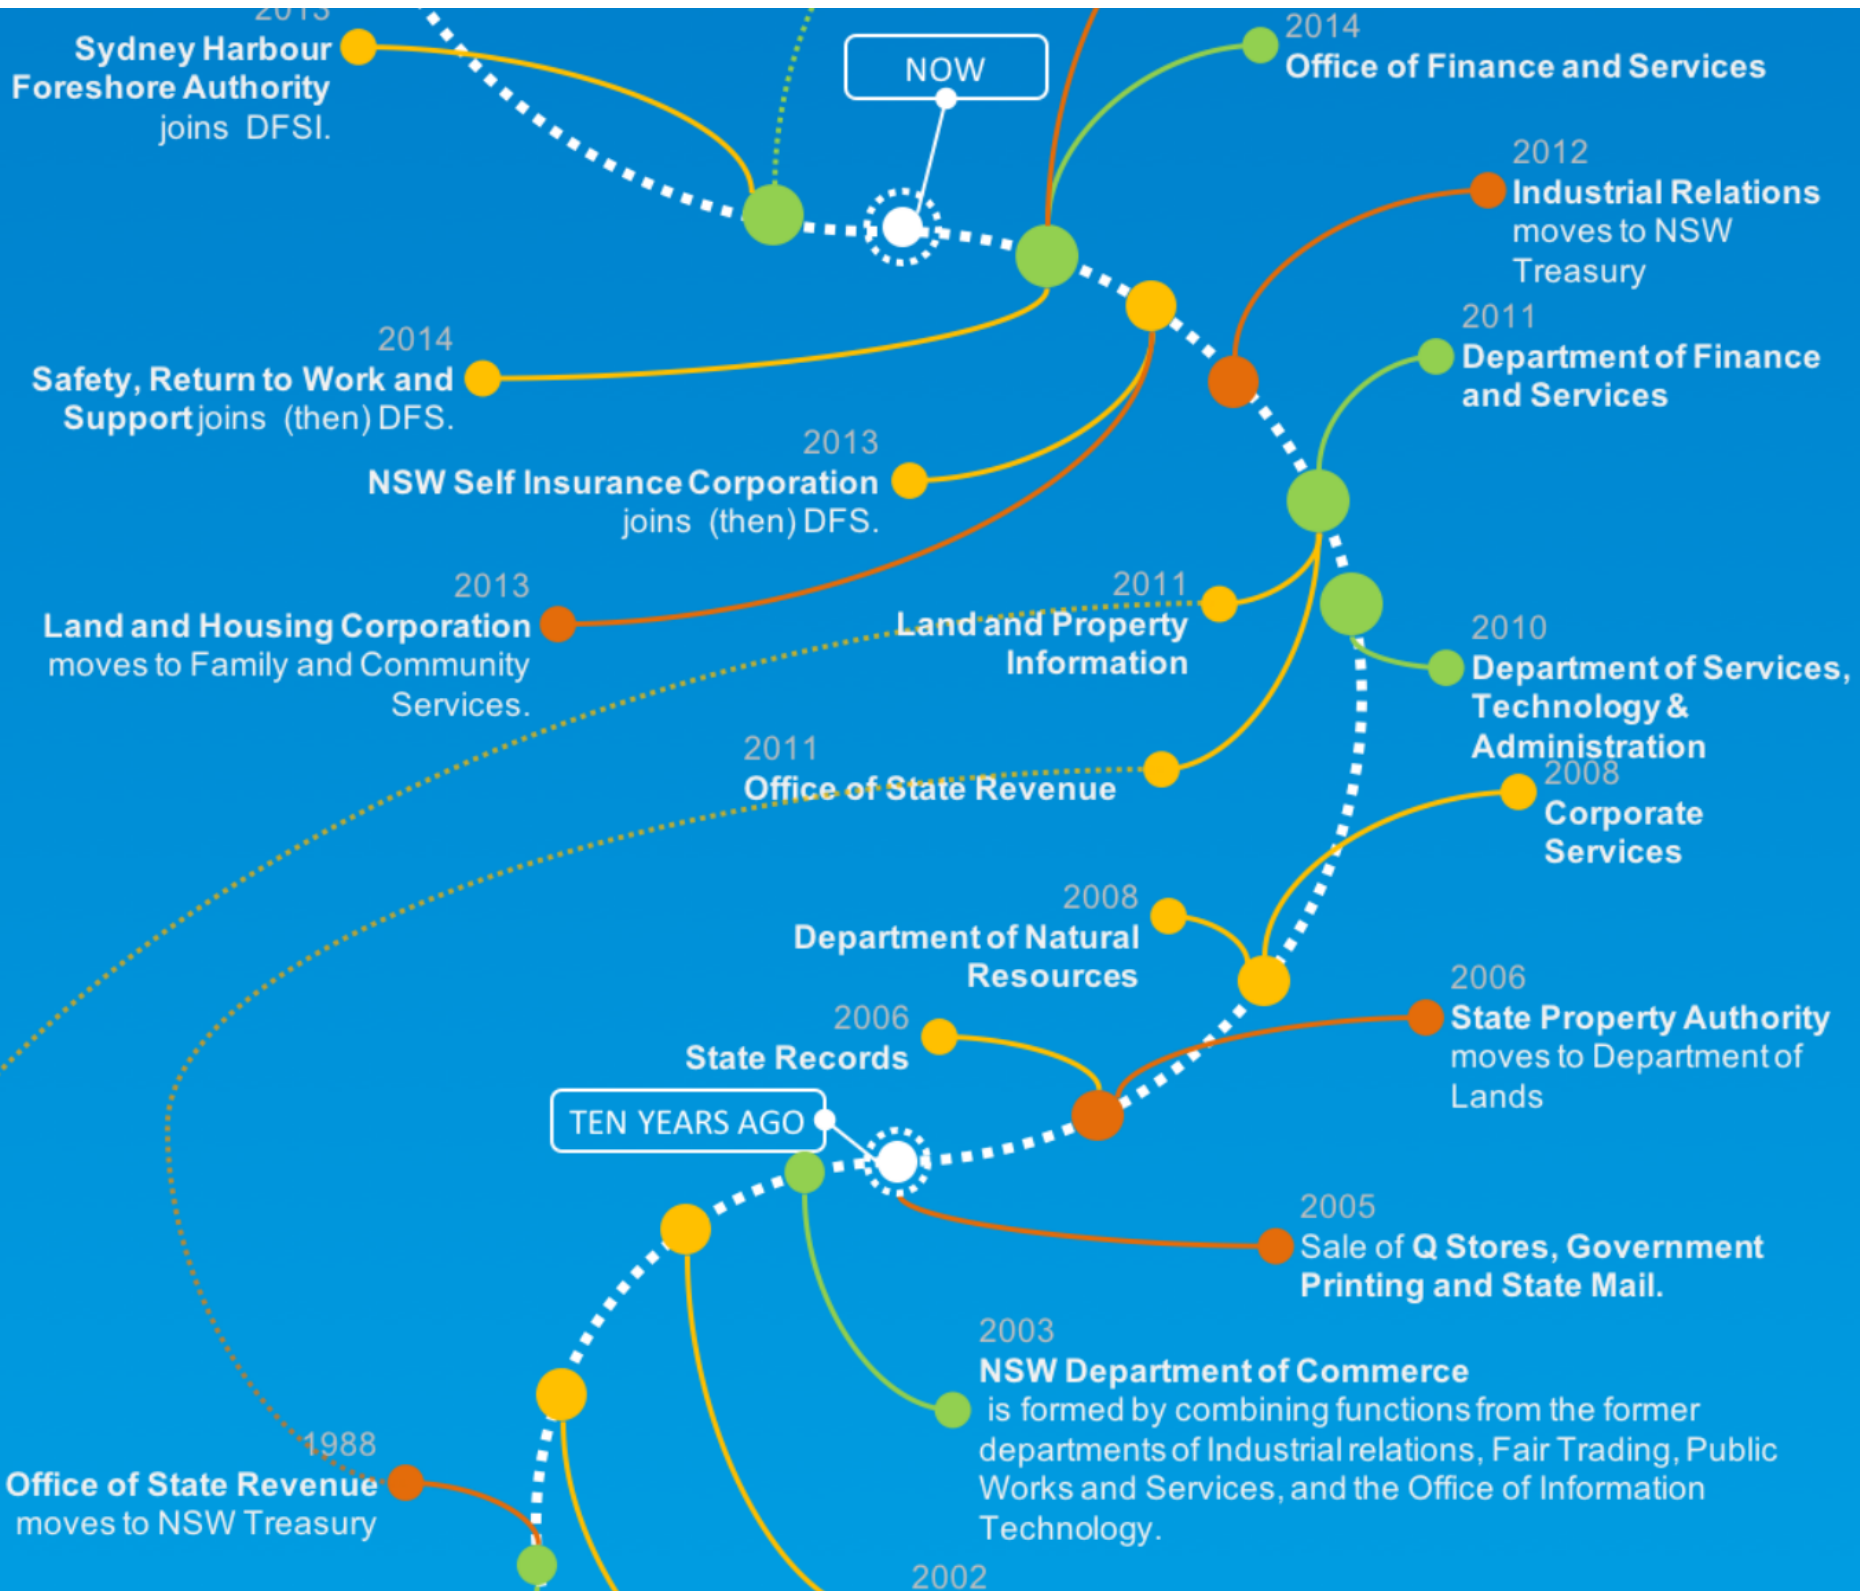 2013
Sydney Harbour
Foreshore Authority
joins DFSI.
NOW
2014
Office of Finance and Services
2012
Industrial Relations
moves to NSW
Treasury
2011
Department of Finance
and Services
2014
Safety, Return to Work and
Support joins (then) DFS.
2013
NSW Self Insurance Corporation
joins (then) DFS.
2013
Land and Housing Corporation
moves to Family and Community
Services.
2011
Land and Property
Information
2010
Department of Services,
Technology &
Administration
2011
Office of State Revenue
2008
Corporate
Services
2008
Department of Natural
Resources
2006
State Property Authority
moves to Department of
Lands
2006
State Records
TEN YEARS AGO
2005
Sale of Q Stores, Government
Printing and State Mail.
2003
NSW Department of Commerce
is formed by combining functions from the former
departments of Industrial relations, Fair Trading, Public
Works and Services, and the Office of Information
Technology.
1988
Office of State Revenue
moves to NSW Treasury
2002